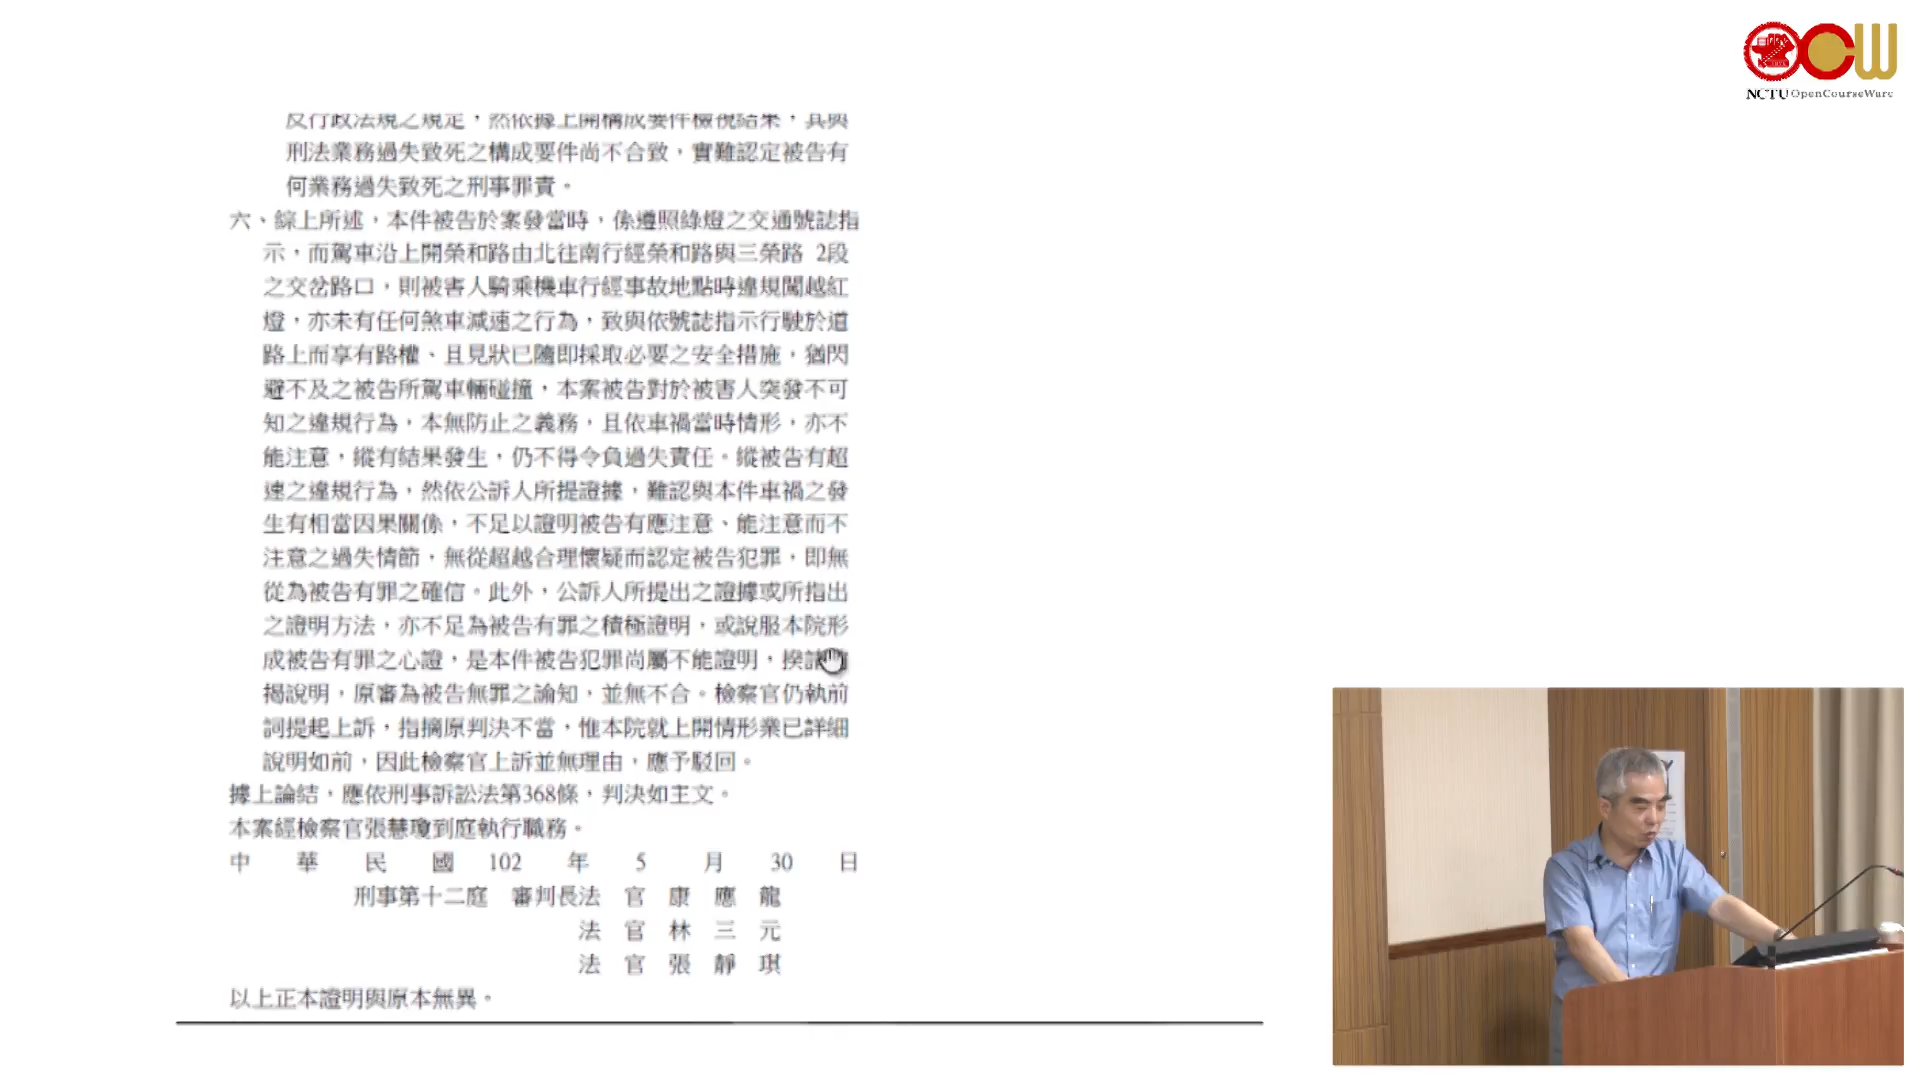 NCTU OpenCourseWare
反行政法規之規定，然依據上開構成要件檢視結果，其與
刑法業務過失致死之構成要件尚不合致，實難認定被告有
何業務過失致死之刑事罪責。
六、綜上所述，本件被告於案發當時，係遵照綠燈之交通號誌指
示，而駕車沿上開榮和路由北往南行經榮和路與三榮路 2段
之交岔路口，則被害人騎乘機車行經事故地點時違規闖越紅
燈，亦未有任何煞車減速之行為，致與依號誌指示行駛於道
路上而享有路權、且見狀已隨即採取必要之安全措施，猶閃
避不及之被告所駕車輛碰撞，本案被告對於被害人突發不可
知之違規行為，本無防止之義務，且依車禍當時情形，亦不
能注意，縱有結果發生，仍不得令負過失責任。縱被告有超
速之違規行為，然依公訴人所提證據，難認與本件車禍之發
生有相當因果關係，不足以證明被告有應注意、能注意而不
注意之過失情節，無從超越合理懷疑而認定被告犯罪，即無
從為被告有罪之確信。此外，公訴人所提出之證據或所指出
之證明方法，亦不足為被告有罪之積極證明，或說服本院形
成被告有罪之心證，是本件被告犯罪尚屬不能證明，揆
揭說明，原審為被告無罪之諭知，並無不合。檢察官仍執前
詞提起上訴，指摘原判決不當，惟本院就上開情形業已詳細
說明如前，因此檢察官上訴並無理由，應予駁回。
據上論結，應依刑事訴訟法第368條，判決如主文。
本案經檢察官張慧瓊到庭執行職務。
中 華 民 國 102 年 5 月 30 日
刑事第十二庭 審判長法 官 康 應 龍
法 官 林 三 元
法 官 張 靜 琪
以上正本證明與原本無異。